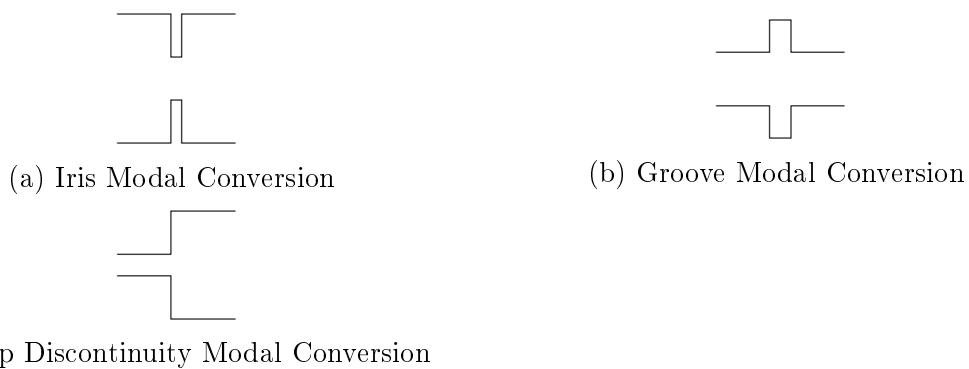 (a) Iris Modal Conversion
(b) Groove Modal Conversion
p Discontinuity Modal Conversion